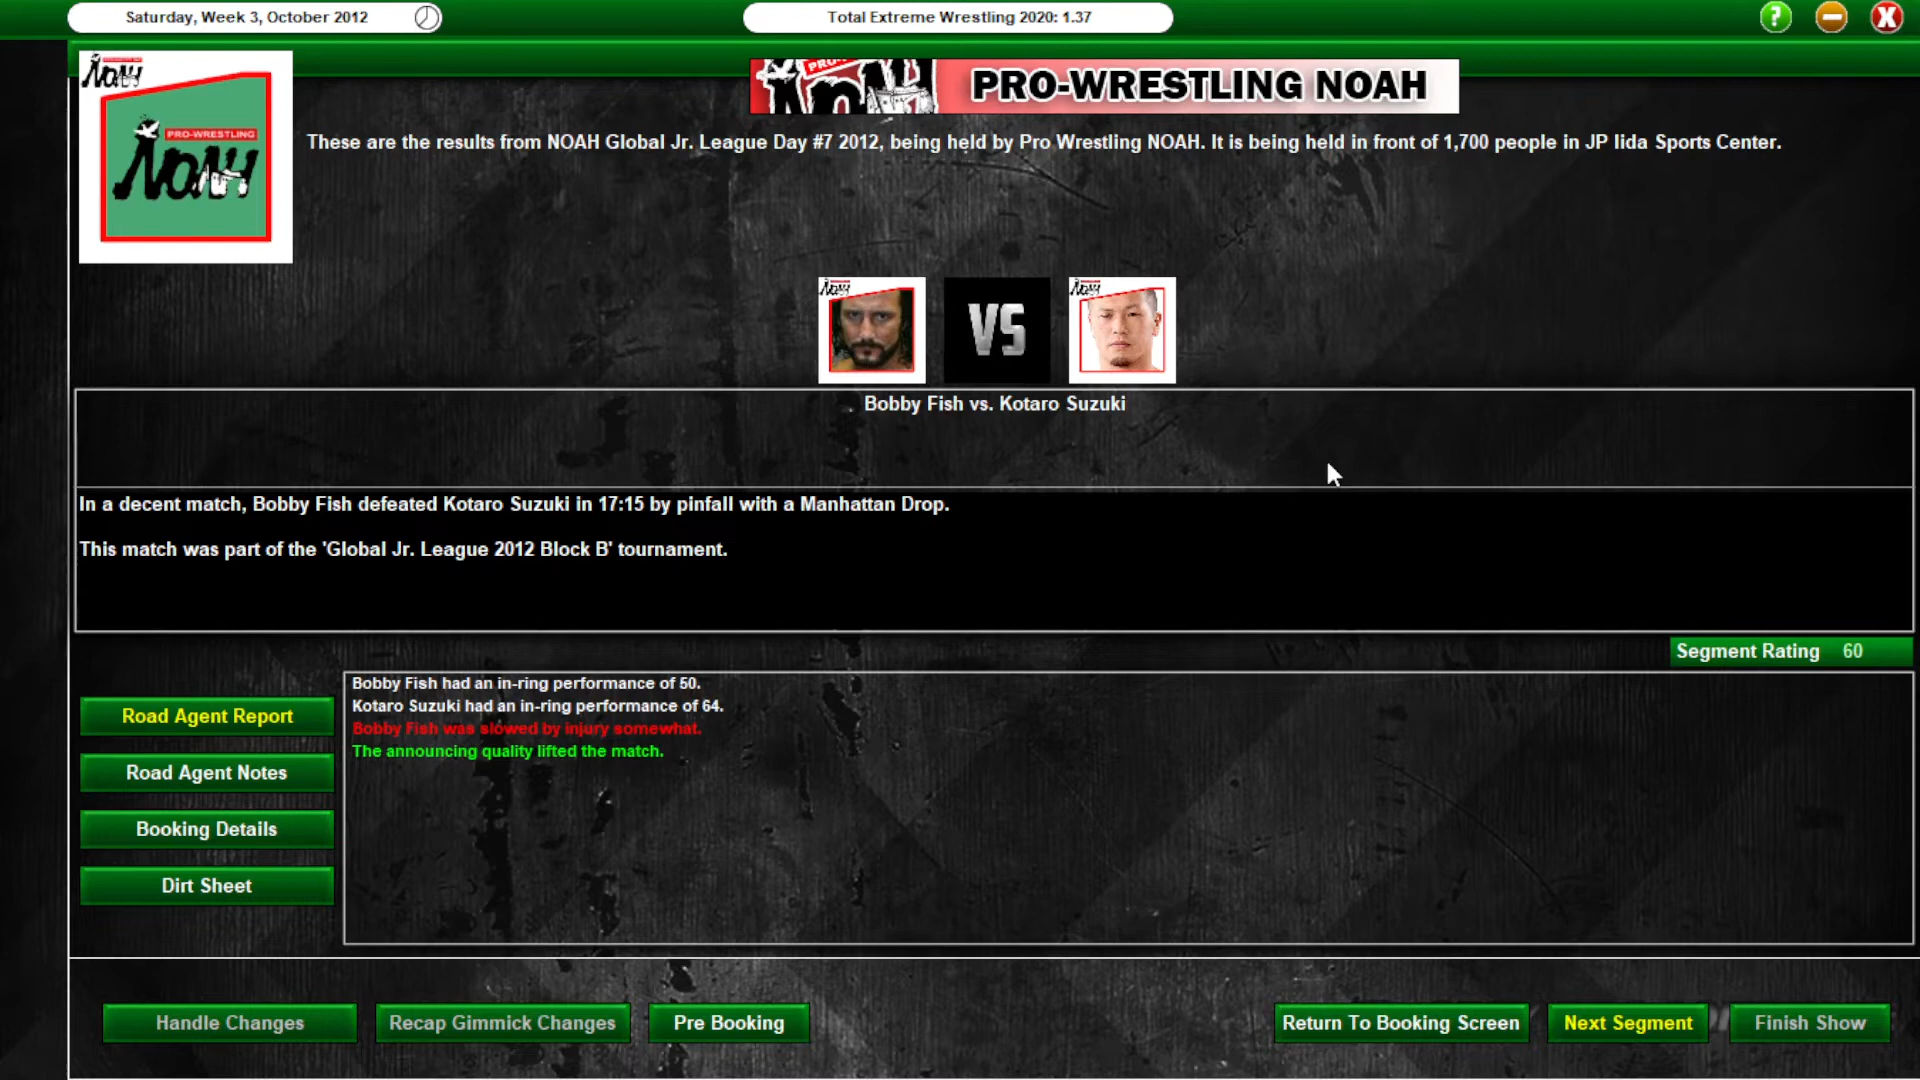 Saturday, Week 3, October 2012
Total Extreme Wrestling 2020: 1.37
?
X
NOAH
PRO-WRESTLING
NOAH
PRO-WRESTLING NOAH
These are the results from NOAH Global Jr. League Day #7 2012, being held by Pro Wrestling NOAH. It is being held in front of 1,700 people in JP Iida Sports Center.
NOAH
VS
NOAH
Bobby Fish vs. Kotaro Suzuki
In a decent match, Bobby Fish defeated Kotaro Suzuki in 17:15 by pinfall with a Manhattan Drop.
This match was part of the 'Global Jr. League 2012 Block B' tournament.
Segment Rating 60
Bobby Fish had an in-ring performance of 50.
Kotaro Suzuki had an in-ring performance of 64.
Bobby Fish was slowed by injury somewhat.
The announcing quality lifted the match.
Road Agent Report
Road Agent Notes
Booking Details
Dirt Sheet
Handle Changes
Recap Gimmick Changes
Pre Booking
Return To Booking Screen
Next Segment
Finish Show